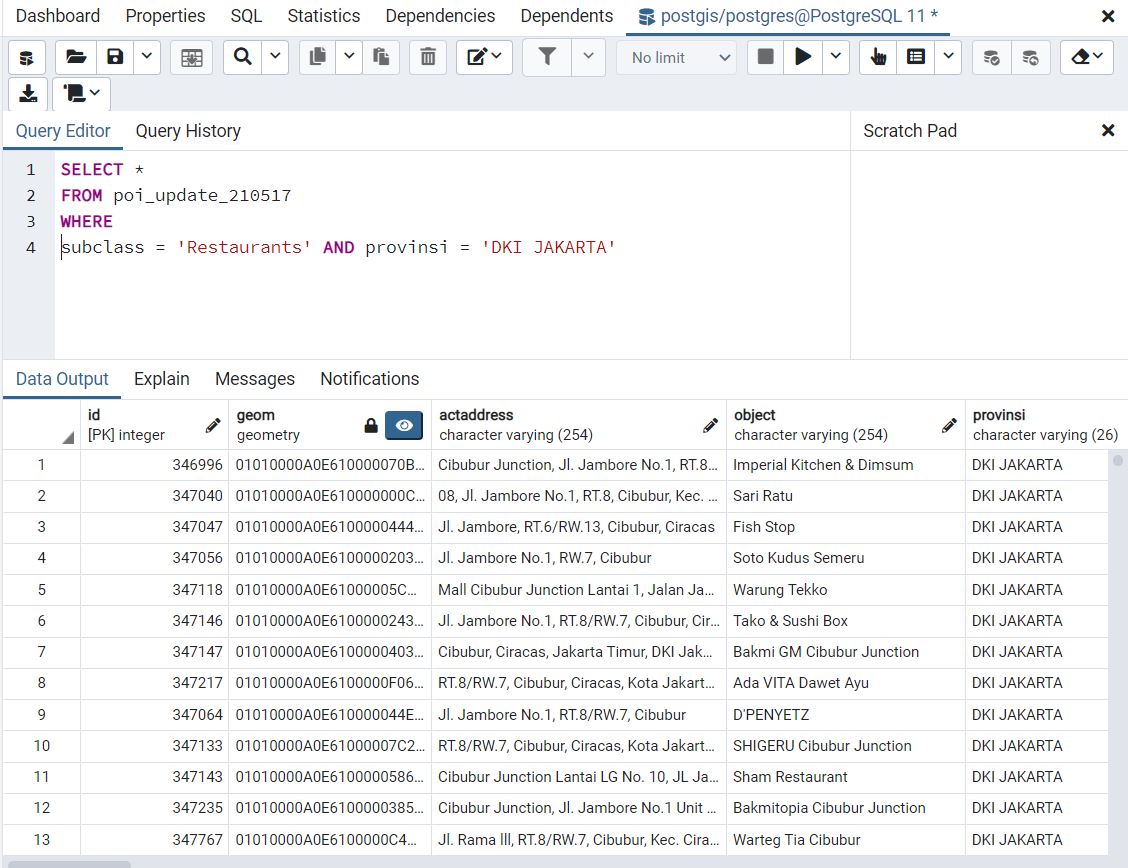 Dashboard Properties SQL Statistics Dependencies Dependents postgis/postgres@PostgreSQL 11 *
No limit
Query Editor Query History Scratch Pad
1 SELECT *
2 FROM poi_update_210517
3 WHERE
4 subclass = 'Restaurants' AND provinsi = 'DKI JAKARTA'
Data Output Explain Messages Notifications
id geom actaddress object provinsi
[PK] integer geometry character varying (254) character varying (254) character varying (26)
1 346996 01010000A0E610000070B... Cibubur Junction, Jl. Jambore No.1, RT.8... Imperial Kitchen & Dimsum DKI JAKARTA
2 347040 01010000A0E610000000C... 08, Jl. Jambore No.1, RT.8, Cibubur, Kec. ... Sari Ratu DKI JAKARTA
3 347047 01010000A0E6100000444... Jl. Jambore, RT.6/RW.13, Cibubur, Ciracas Fish Stop DKI JAKARTA
4 347056 01010000A0E6100000203... Jl. Jambore No.1, RW.7, Cibubur Soto Kudus Semeru DKI JAKARTA
5 347118 01010000A0E61000005C... Mall Cibubur Junction Lantai 1, Jalan Ja... Warung Tekko DKI JAKARTA
6 347146 01010000A0E6100000243... Jl. Jambore No.1, RT.8/RW.7, Cibubur, Cir... Tako & Sushi Box DKI JAKARTA
7 347147 01010000A0E6100000403... Cibubur, Ciracas, Jakarta Timur, DKI Jak... Bakmi GM Cibubur Junction DKI JAKARTA
8 347217 01010000A0E6100000F06... RT.8/RW.7, Cibubur, Ciracas, Kota Jakart... Ada VITA Dawet Ayu DKI JAKARTA
9 347064 01010000A0E610000044E... Jl. Jambore No.1, RT.8/RW.7, Cibubur D'PENYETZ DKI JAKARTA
10 347133 01010000A0E61000007C2... RT.8/RW.7, Cibubur, Ciracas, Kota Jakart... SHIGERU Cibubur Junction DKI JAKARTA
11 347143 01010000A0E6100000586... Cibubur Junction Lantai LG No. 10, JL Ja... Sham Restaurant DKI JAKARTA
12 347235 01010000A0E6100000385... Cibubur Junction, Jl. Jambore No.1 Unit ... Bakmitopia Cibubur Junction DKI JAKARTA
13 347767 01010000A0E6100000C4... Jl. Rama lll, RT.8/RW.7, Cibubur, Kec. Cira... Warteg Tia Cibubur DKI JAKARTA